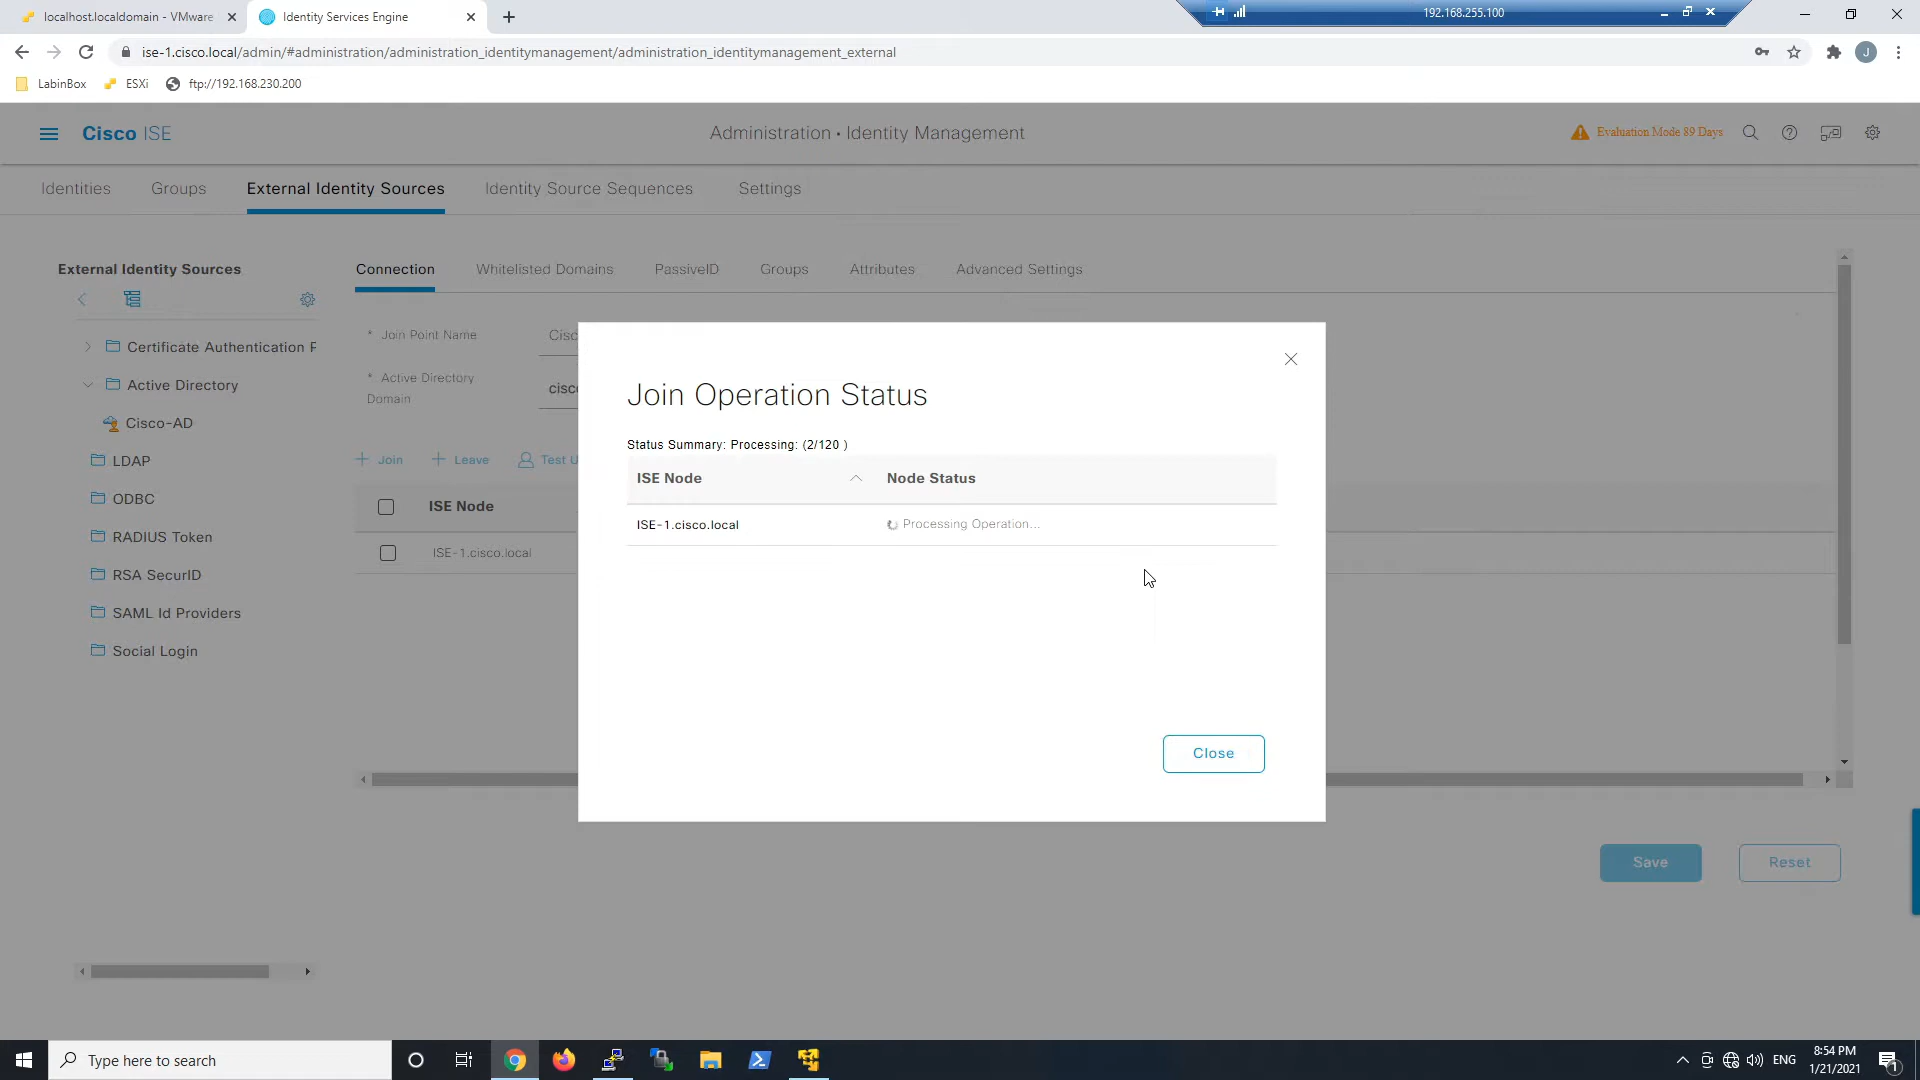 localhost.localdomain - VMware
Identity Services Engine
192.168.255.100
ise-1.cisco.local/admin/#administration/administration_identitymanagement/administration_identitymanagement_external
J
LabinBox
ESXi
ftp://192.168.230.200
Cisco ISE
Administration • Identity Management
Evaluation Mode 89 Days
Identities
Groups
External Identity Sources
Identity Source Sequences
Settings
External Identity Sources
Certificate Authentication
Active Directory
Cisco-AD
LDAP
ODBC
RADIUS Token
RSA SecurID
SAML Id Providers
Social Login
Connection
Whitelisted Domains
PassiveID
Groups
Attributes
Advanced Settings
* Join Point Name
Cisc
* Active Directory
Domain
cisc
+ Join
+ Leave
Test U
ISE Node
ISE-1.cisco.local
Join Operation Status
Status Summary: Processing: (2/120 )
ISE Node
Node Status
ISE-1.cisco.local
Processing Operation...
Close
Save
Reset
Type here to search
ENG
8:54 PM
1/21/2021
1